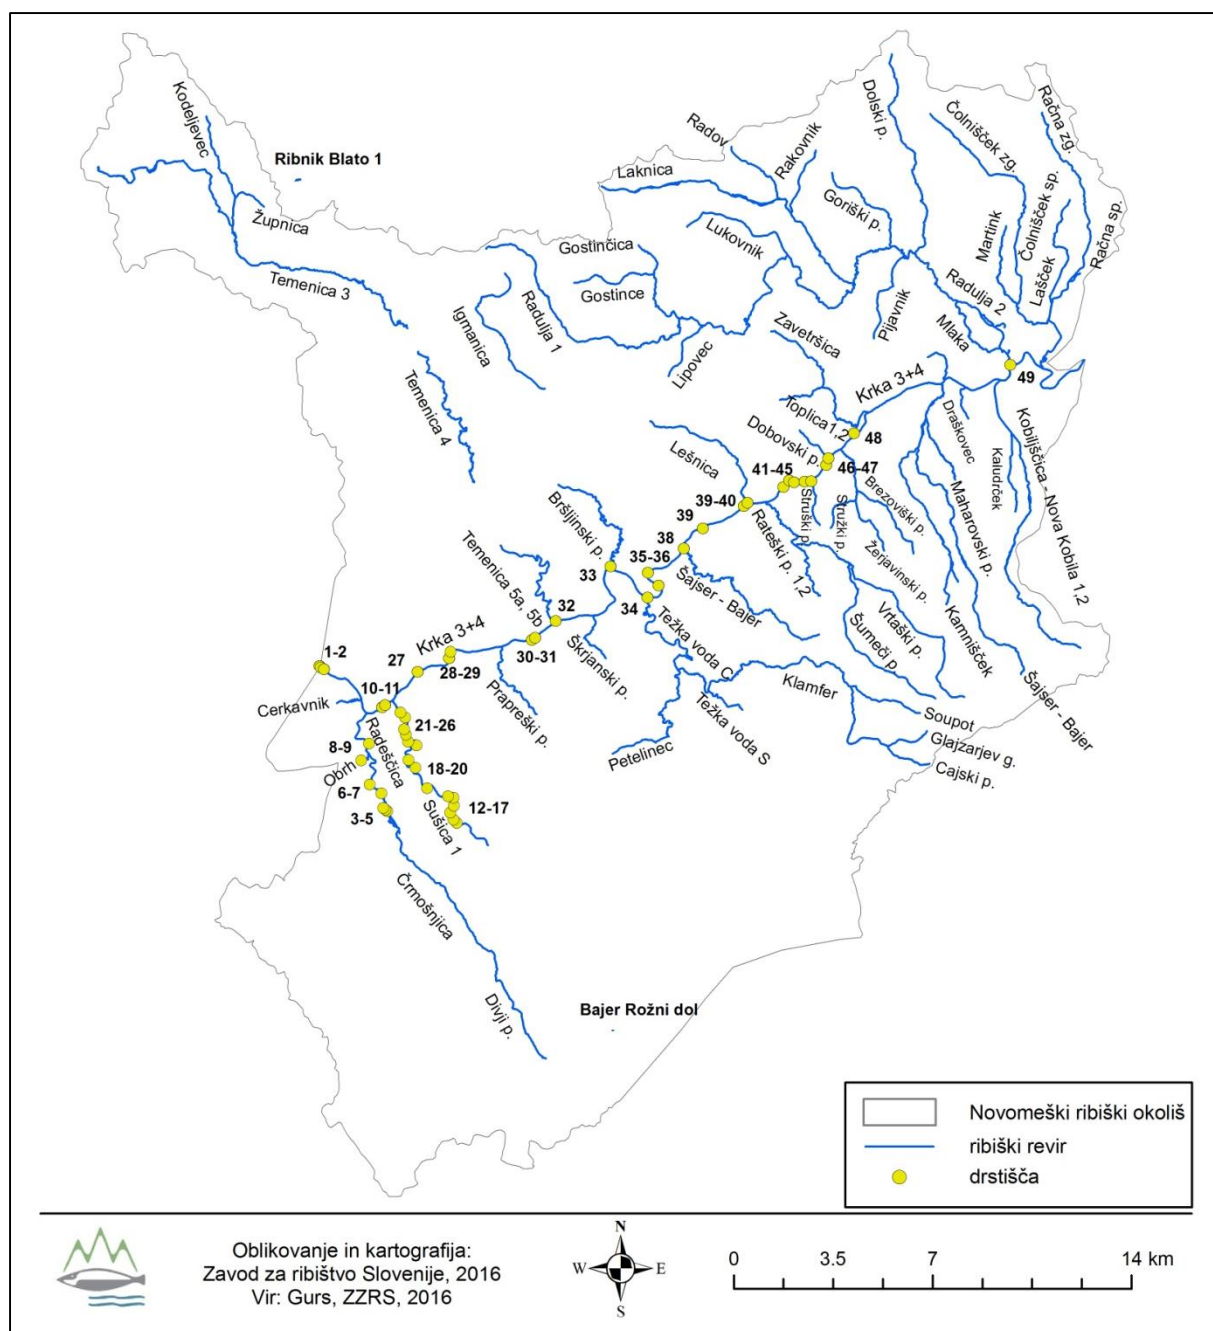 Kodeljevec
Ribnik Blato 1
Župnica
Temenica 3
Temenica 4
Igmanica
Radulja 1
Gostinčica
Gostince
Lipovec
Laknica
Radov
Rakovnik
Lukovnik
Goriški p.
Dolski p.
Čolnišček zg.
Račna zg.
Martink
Čolnišček sp.
Lašček
Račna sp.
Radulja 2
Mlaka
Pijavnik
Zavetršica
Krka 3+4
49
Toplica 1,2
Dobovski p.
48
46-47
Draškovec
Kaludrček
Kobiljščica - Nova Kobila 1,2
Lešnica
41-45
39-40
Struški p.
Stružki p.
Brezoviški p.
Žerjavinski p.
Maharovski p.
Kamnišček
Šajser - Bajer
Rateški p. 1,2
Vrtaški p.
Šumeči p.
39
38
35-36
Šajser - Bajer
Bršljinski p.
33
34
Temenica 5a, 5b
32
Težka voda C
Težka voda S
Klamfer
Soupot
Glajzarjev g.
Cajski p.
Petelinec
Škrjanski p.
30-31
Prapreški p.
Krka 3+4
28-29
27
1-2
Cerkavnik
10-11
21-26
Radeščica
8-9
Obrh
18-20
6-7
12-17
3-5
Sušica 1
Črmošnjica
Divji p.
Bajer Rožni dol
Novomeški ribiški okoliš
ribiški revir
drstišča
Oblikovanje in kartografija:
Zavod za ribištvo Slovenije, 2016
Vir: Gurs, ZZRS, 2016
N
W
E
S
0 3.5 7 14 km